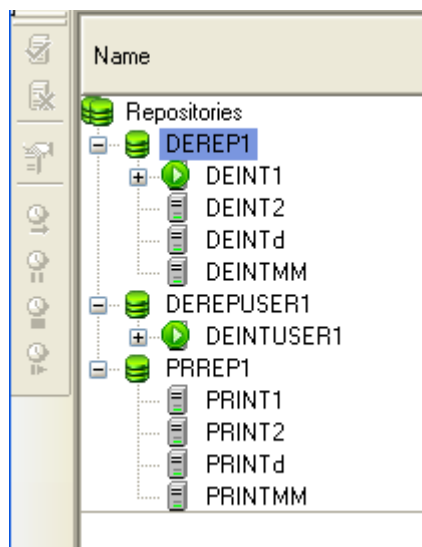 Name
Repositories
DEREP1
DEINT1
DEINT2
DEINTd
DEINTMM
DEREPUSER1
DEINTUSER1
PRREP1
PRINT1
PRINT2
PRINTd
PRINTMM